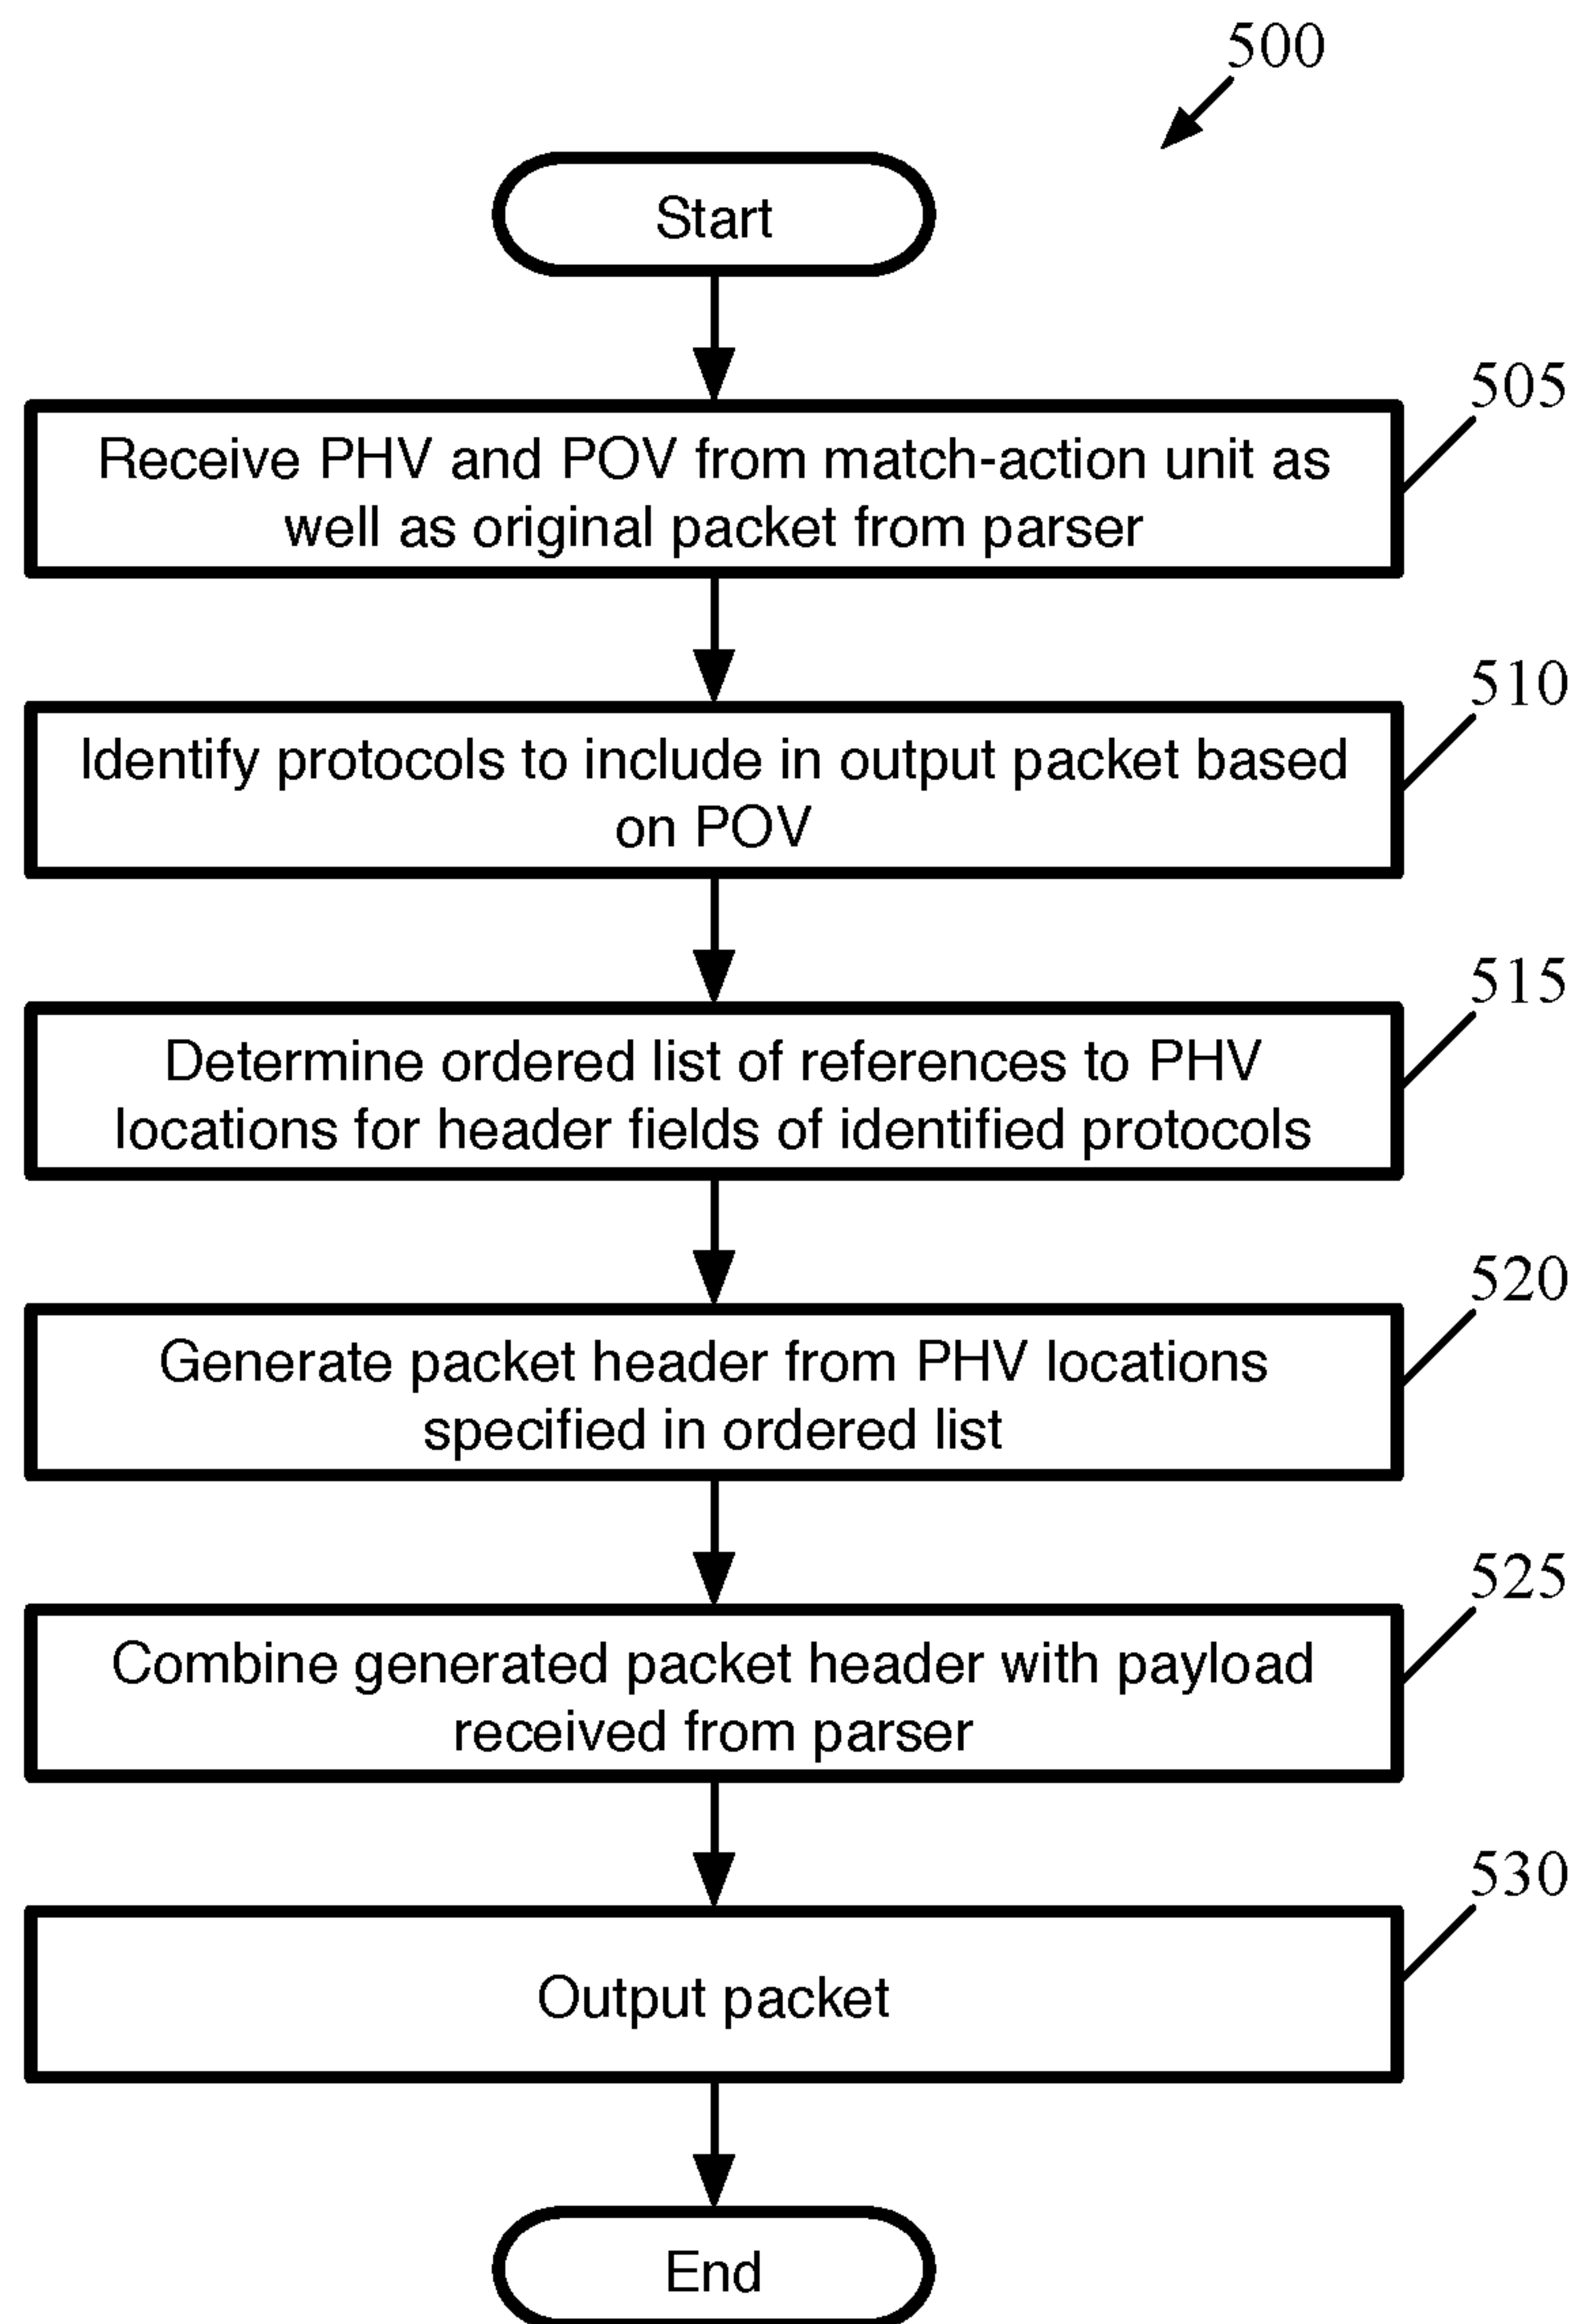 500
Start
505
Receive PHV and POV from match-action unit as
well as original packet from parser
510
Identify protocols to include in output packet based
on POV
515
Determine ordered list of references to PHV
locations for header fields of identified protocols
520
Generate packet header from PHV locations
specified in ordered list
525
Combine generated packet header with payload
received from parser
530
Output packet
End